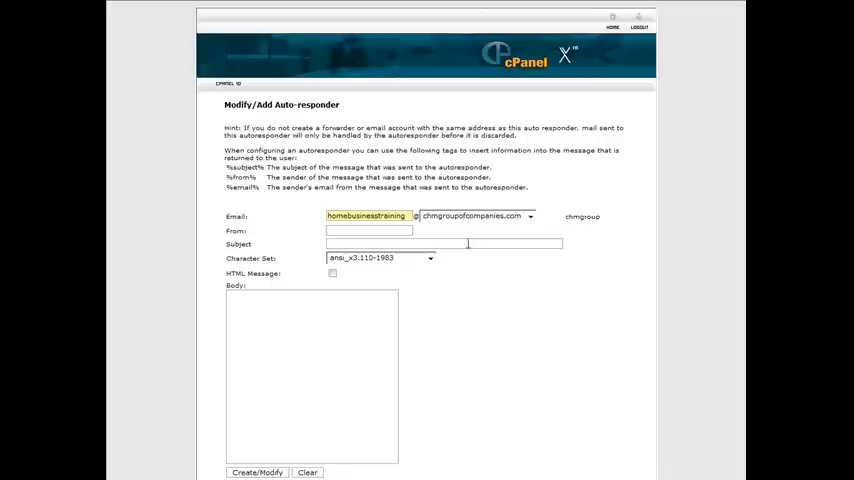 HOME LOGOUT
cPanel X
CPANEL 10
Modify/Add Auto-responder
Hint: If you do not create a forwarder or email account with the same address as this auto responder, mail sent to
this autoresponder will only be handled by the autoresponder before it is discarded.
When configuring an autoresponder you can use the following tags to insert information into the message that is
returned to the user:
%subject% The subject of the message that was sent to the autoresponder.
%from% The sender of the message that was sent to the autoresponder.
%email% The sender's email from the message that was sent to the autoresponder.
Email: homebusinesstraining @ chmgroupofcompanies.com chmgroup
From:
Subject
Character Set: ansi_x3.110-1983
HTML Message:
Body:
Create/Modify Clear